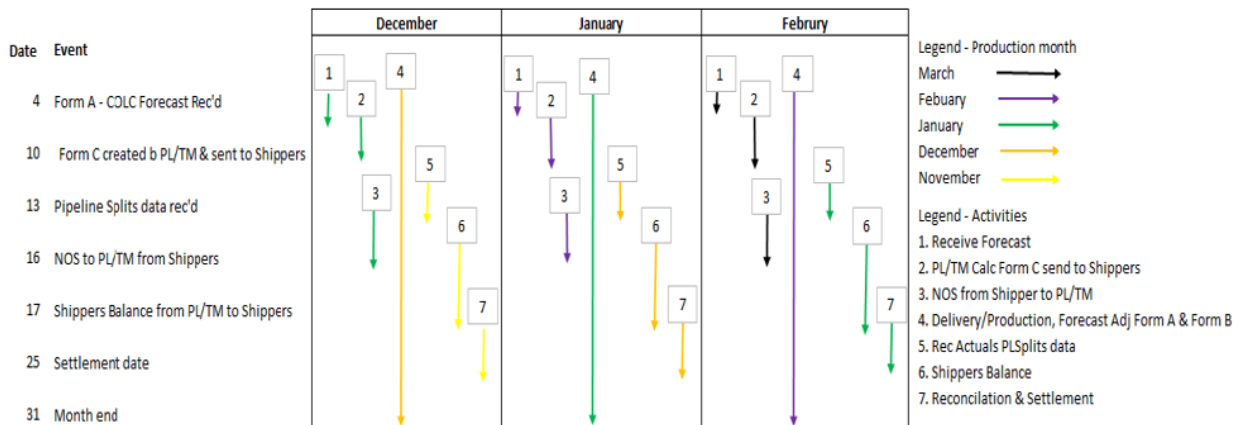 December January Februry
Date Event
1 4 1 4 1 4
2 2 2
4 Form A - COLC Forecast Rec'd
10 Form C created b PL/TM & sent to Shippers
5 5 5
3 3 3
13 Pipeline Splits data rec'd
6 6 6
16 NOS to PL/TM from Shippers
17 Shippers Balance from PL/TM to Shippers
7 7 7
25 Settlement date
31 Month end
Legend - Production month
March
Febuary
January
December
November
Legend - Activities
1. Receive Forecast
2. PL/TM Calc Form C send to Shippers
3. NOS from Shipper to PL/TM
4. Delivery/Production, Forecast Adj Form A & Form B
5. Rec Actuals PLSplits data
6. Shippers Balance
7. Reconcilation & Settlement